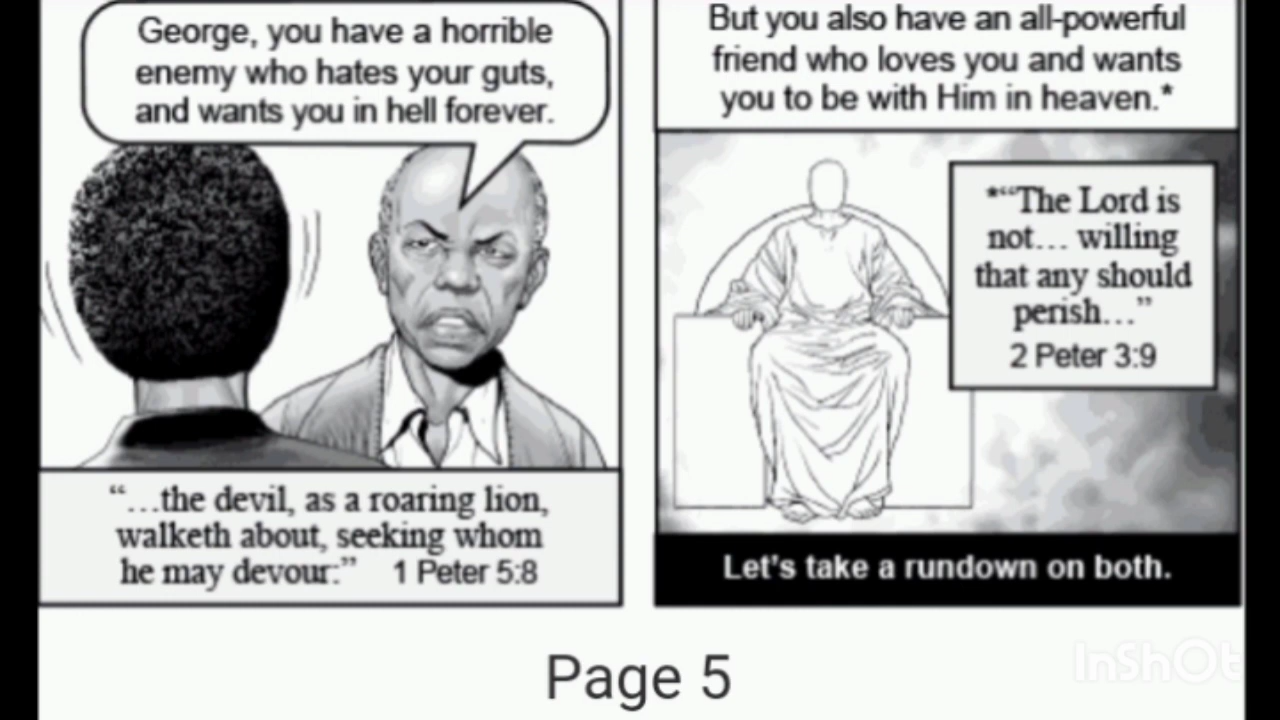 George, you have a horrible
enemy who hates your guts,
and wants you in hell forever.
“…the devil, as a roaring lion,
walketh about, seeking whom
he may devour:” 1 Peter 5:8
But you also have an all-powerful
friend who loves you and wants
you to be with Him in heaven.*
*“The Lord is
not… willing
that any should
perish…”
2 Peter 3:9
Let's take a rundown on both.
Page 5
InShOt